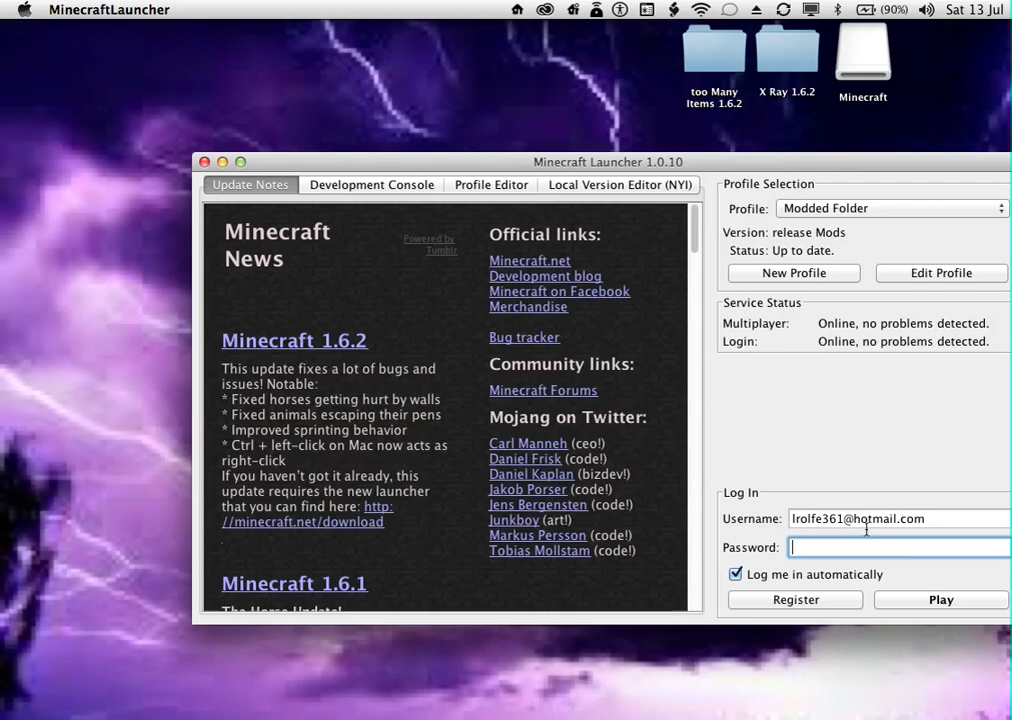 MinecraftLauncher
(90%)
Sat 13 Jul
too Many
Items 1.6.2
X Ray 1.6.2
Minecraft
Minecraft Launcher 1.0.10
Update Notes
Development Console
Profile Editor
Local Version Editor (NYI)
Minecraft
News
Powered by
Tumblr
Minecraft 1.6.2
This update fixes a lot of bugs and
issues! Notable:
* Fixed horses getting hurt by walls
* Fixed animals escaping their pens
* Improved sprinting behavior
* Ctrl + left-click on Mac now acts as
right-click
If you haven't got it already, this
update requires the new launcher
that you can find here: http:
//minecraft.net/download
.
Minecraft 1.6.1
The Horse Update!
Official links:
Minecraft.net
Development blog
Minecraft on Facebook
Merchandise
Bug tracker
Community links:
Minecraft Forums
Mojang on Twitter:
Carl Manneh (ceo!)
Daniel Frisk (code!)
Daniel Kaplan (bizdev!)
Jakob Porser (code!)
Jens Bergensten (code!)
Junkboy (art!)
Markus Persson (code!)
Tobias Mollstam (code!)
Profile Selection
Profile: Modded Folder
Version: release Mods
Status: Up to date.
New Profile
Edit Profile
Service Status
Multiplayer: Online, no problems detected.
Login: Online, no problems detected.
Log In
Username: lrolfe361@hotmail.com
Password:
Log me in automatically
Register
Play